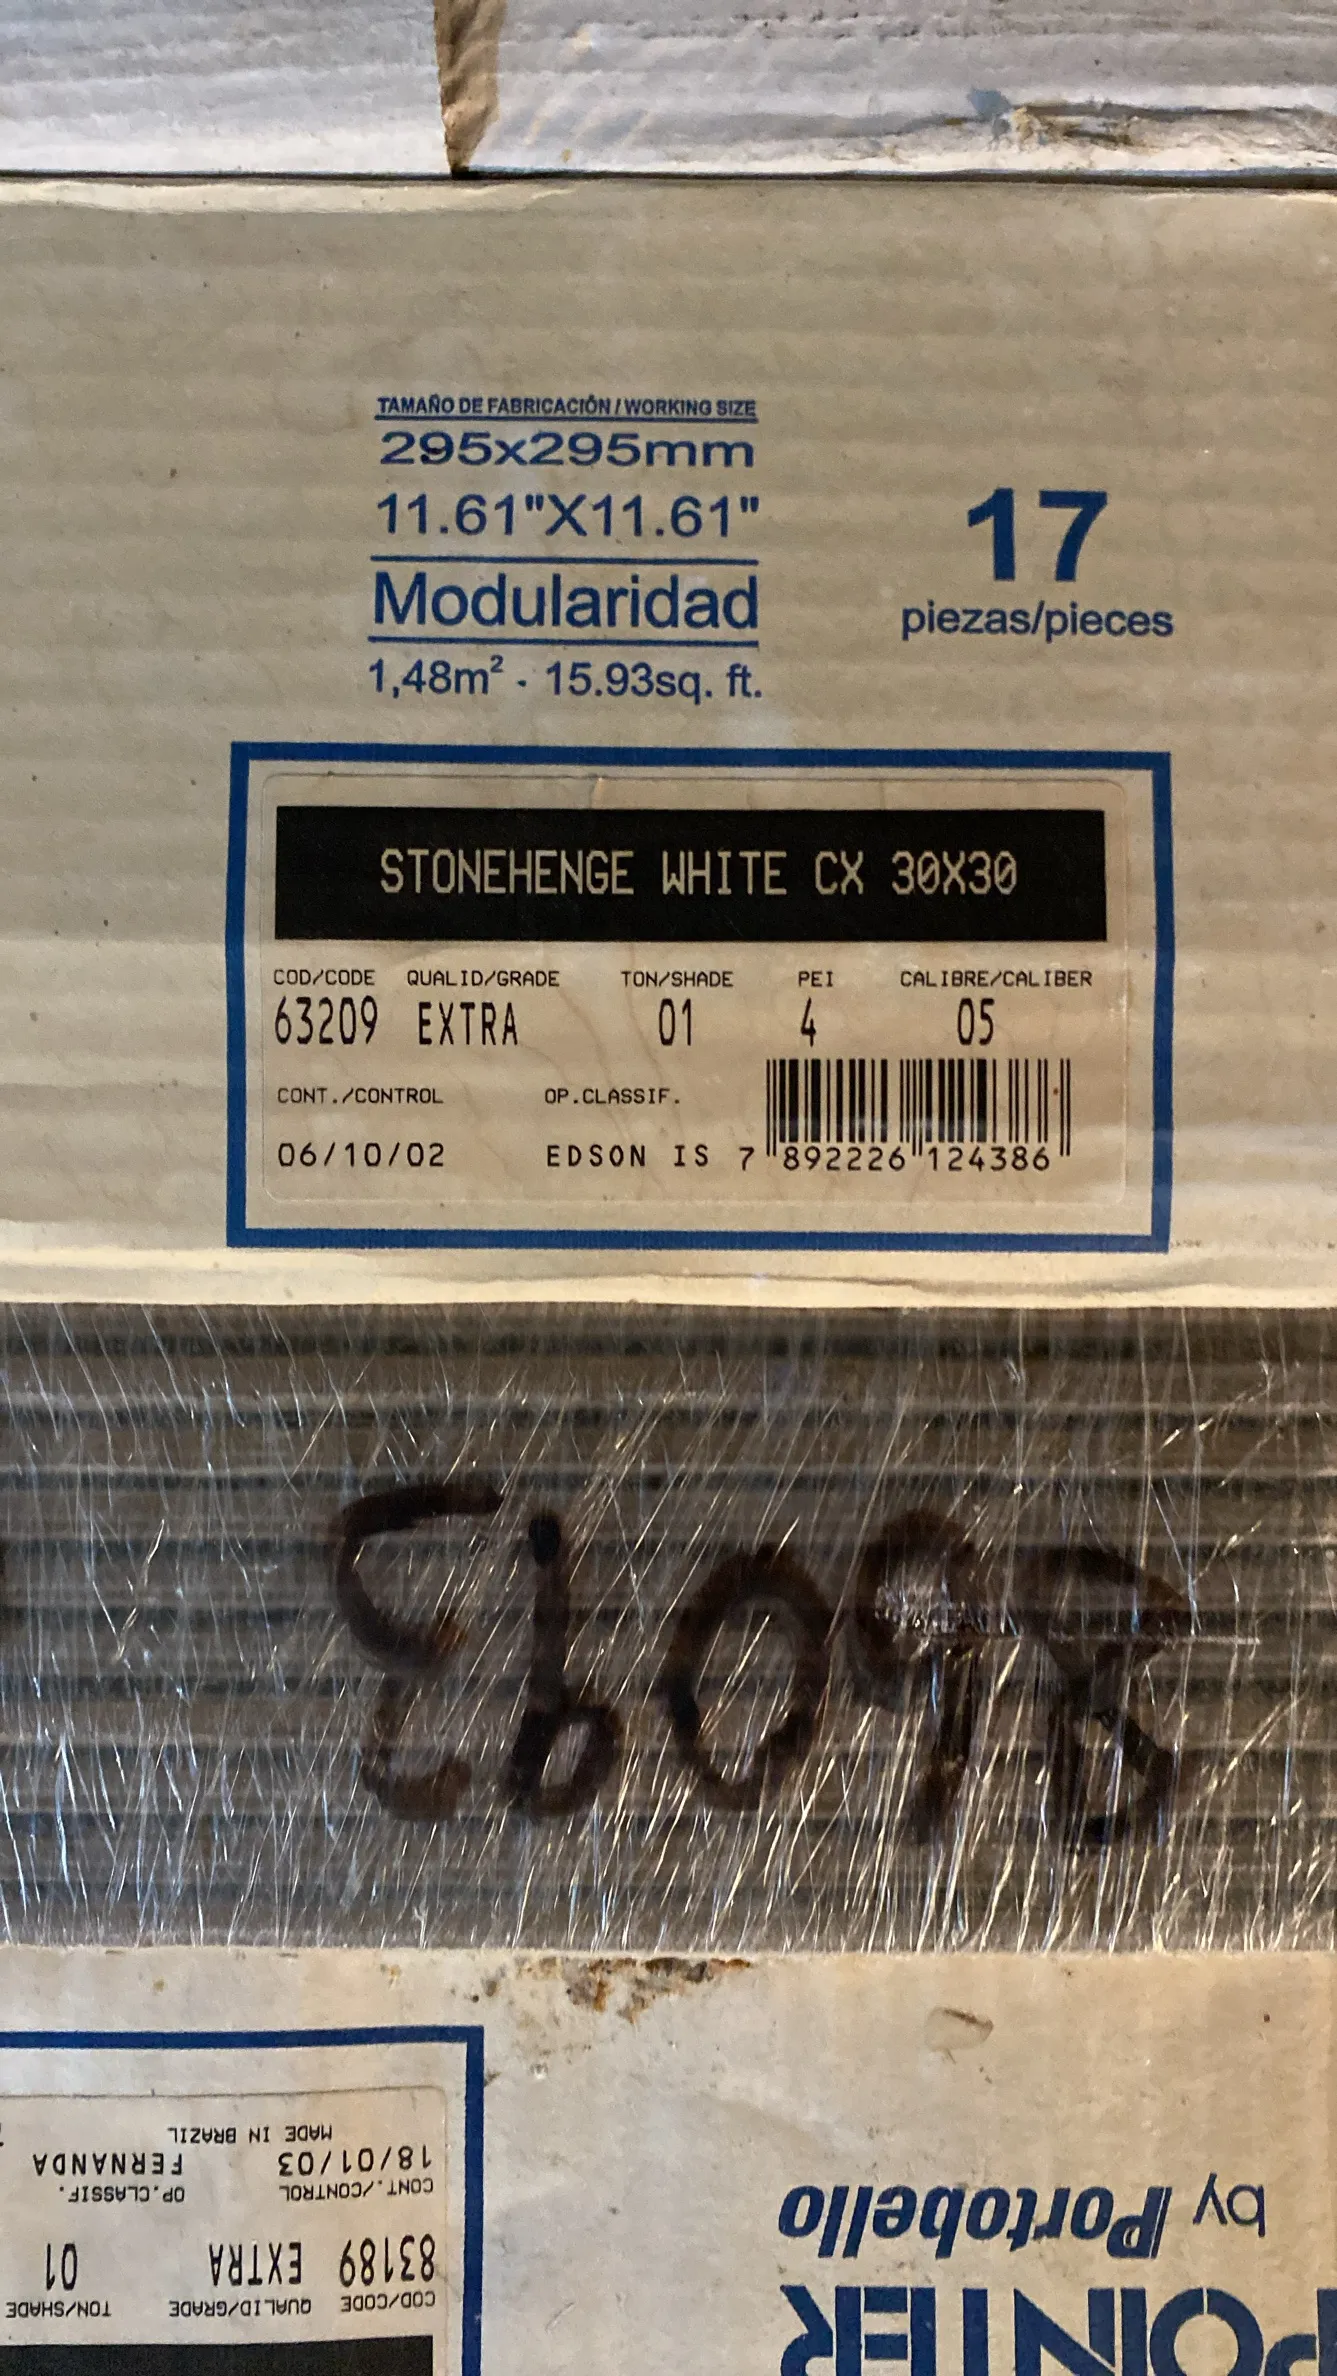 TAMAÑO DE FABRICACIÓN / WORKING SIZE
295x295mm
11.61"X11.61"
Modularidad
1,48m² - 15.93sq. ft.
17
piezas/pieces
STONEHENGE WHITE CX 30X30
COD/CODE QUALID/GRADE TON/SHADE PEI CALIBRE/CALIBER
63209 EXTRA 01 4 05
CONT./CONTROL OP.CLASSIF.
06/10/02 EDSON IS 7 892226 124386
POINTER
by Portobello
COD/CODE QUALID/GRADE TON/SHADE
83189 EXTRA 01
CONT./CONTROL OP.CLASSIF.
18/01/03 FERNANDA
MADE IN BRAZIL